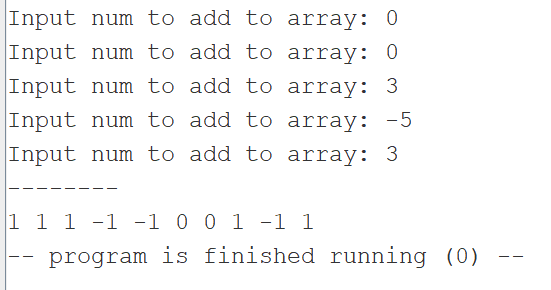 Input num to add to array: 0
Input num to add to array: 0
Input num to add to array: 3
Input num to add to array: -5
Input num to add to array: 3
--------
1 1 1 -1 -1 0 0 1 -1 1
-- program is finished running (0) --